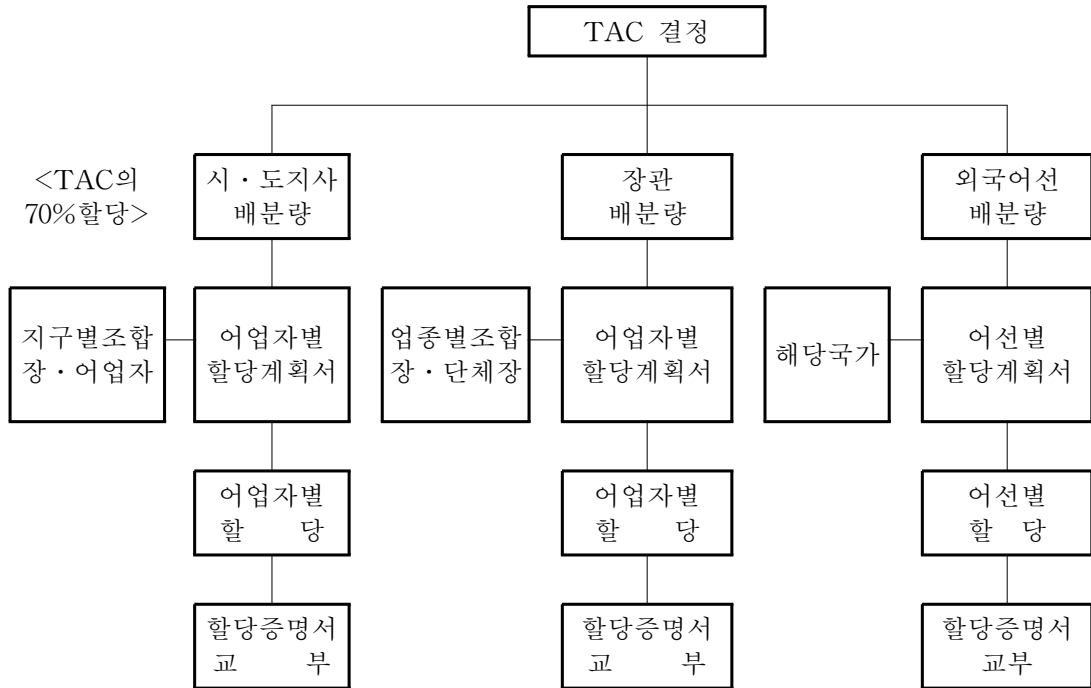 TAC 결정
<TAC의
70%할당>
시·도지사
배분량
장관
배분량
외국어선
배분량
지구별조합
장·어업자
어업자별
할당계획서
업종별조합
장·단체장
어업자별
할당계획서
해당국가
어선별
할당계획서
어업자별
할 당
어업자별
할 당
어선별
할 당
할당증명서
교 부
할당증명서
교 부
할당증명서
교부